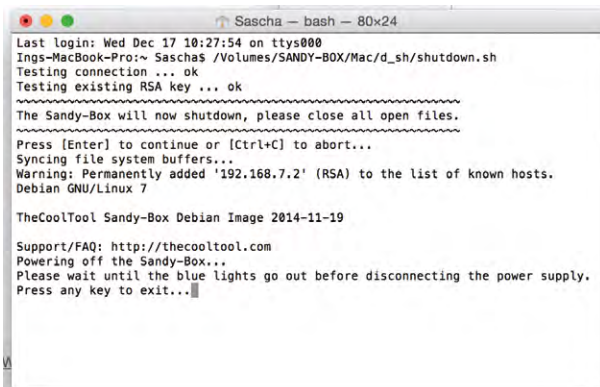 Sascha — bash — 80×24
Last login: Wed Dec 17 10:27:54 on ttys000
Ings-MacBook-Pro:~ Sascha$ /Volumes/SANDY-BOX/Mac/d_sh/shutdown.sh
Testing connection ... ok
Testing existing RSA key ... ok
~~~~~~~~~~~~~~~~~~~~~~~~~~~~~~~~~~~~~~~~~~~~~~~~~~~~~~~~~~~~~~
The Sandy-Box will now shutdown, please close all open files.
~~~~~~~~~~~~~~~~~~~~~~~~~~~~~~~~~~~~~~~~~~~~~~~~~~~~~~~~~~~~~~
Press [Enter] to continue or [Ctrl+C] to abort...
Syncing file system buffers...
Warning: Permanently added '192.168.7.2' (RSA) to the list of known hosts.
Debian GNU/Linux 7
TheCoolTool Sandy-Box Debian Image 2014-11-19
Support/FAQ: http://thecooltool.com
Powering off the Sandy-Box...
Please wait until the blue lights go out before disconnecting the power supply.
Press any key to exit...